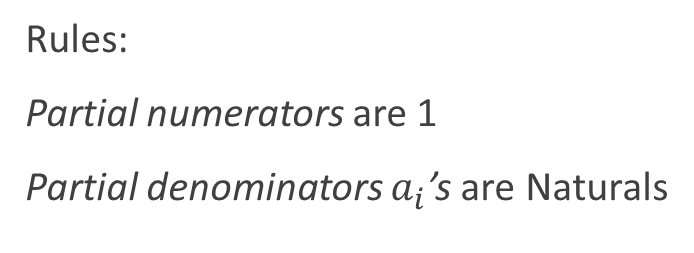 Rules:
Partial numerators are 1
Partial denominators aᵢ’s are Naturals